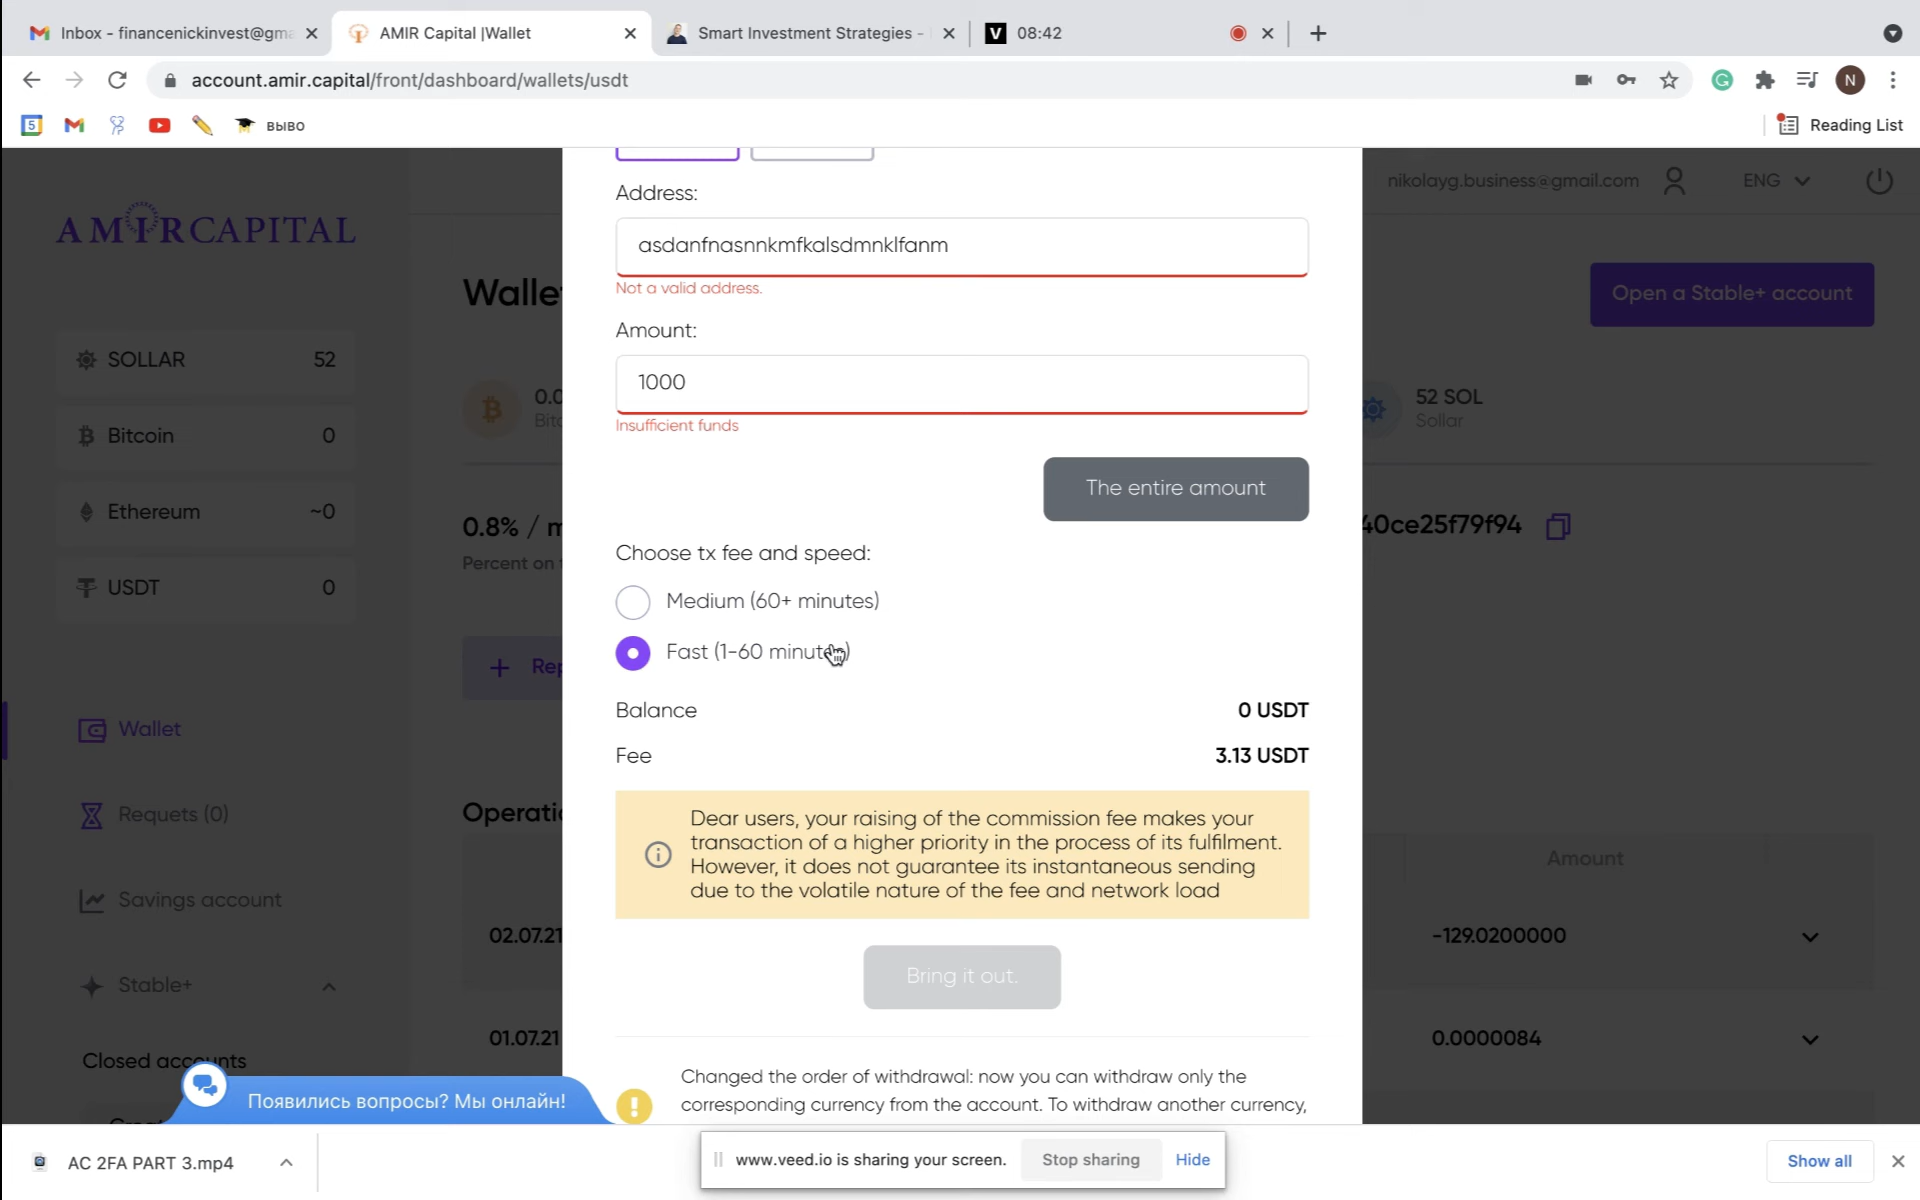 Inbox - financenickinvest@gma
AMIR Capital |Wallet
Smart Investment Strategies -
V 08:42
account.amir.capital/front/dashboard/wallets/usdt
N
5
выво
Reading List
AMIRCAPITAL
nikolayg.business@gmail.com
ENG
Open a Stable+ account
SOLLAR 52
Bitcoin 0
Ethereum ~0
USDT 0
Wallet
Requets (0)
Savings account
Stable+
Closed accounts
52 SOL
Sollar
0.8% /
Percent on
40ce25f79f94
Amount
02.07.21
-129.0200000
01.07.21
0.0000084
Address:
asdanfnasnnkmfkalsdmnklfanm
Not a valid address.
Amount:
1000
Insufficient funds
The entire amount
Choose tx fee and speed:
Medium (60+ minutes)
Fast (1-60 minutes)
Balance 0 USDT
Fee 3.13 USDT
Dear users, your raising of the commission fee makes your
transaction of a higher priority in the process of its fulfilment.
However, it does not guarantee its instantaneous sending
due to the volatile nature of the fee and network load
Bring it out.
Changed the order of withdrawal: now you can withdraw only the
corresponding currency from the account. To withdraw another currency,
Появились вопросы? Мы онлайн!
AC 2FA PART 3.mp4
www.veed.io is sharing your screen.
Stop sharing
Hide
Show all